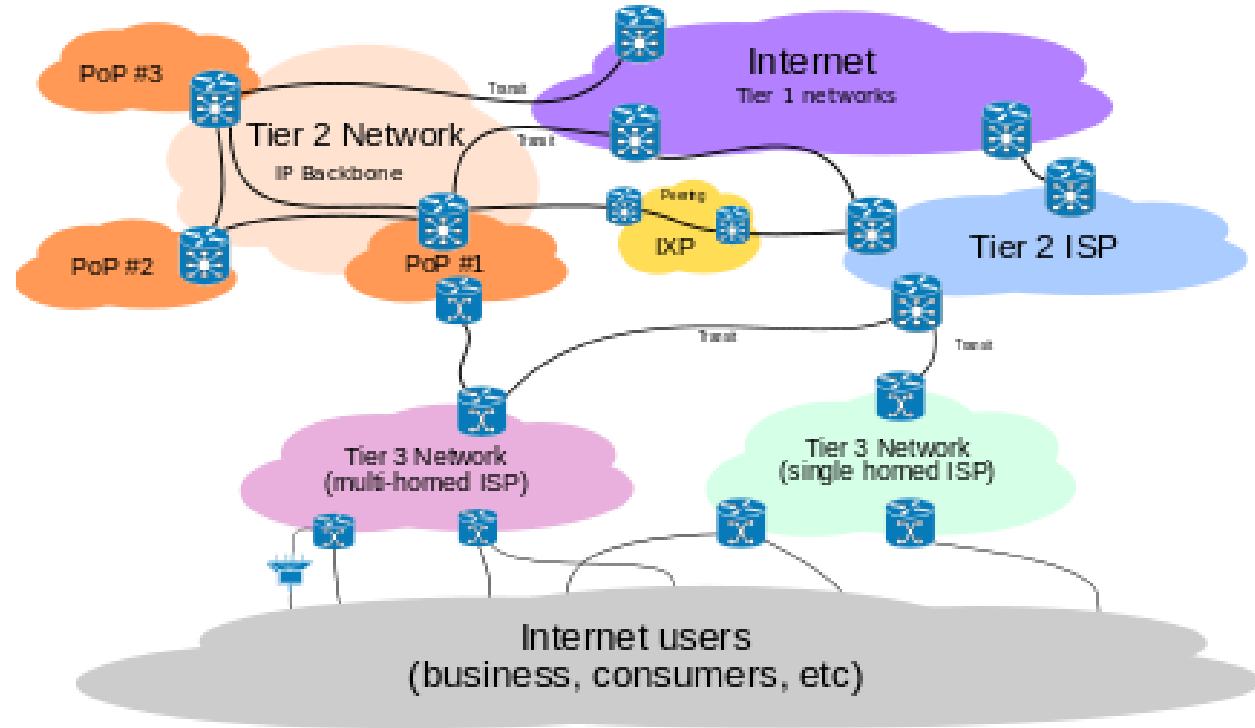 PoP #3
Transit
Internet
Tier 1 networks
Tier 2 Network
Transit
IP Backbone
Peering
IXP
PoP #2
PoP #1
Tier 2 ISP
Transit
Transit
Tier 3 Network
(multi-homed ISP)
Tier 3 Network
(single homed ISP)
Internet users
(business, consumers, etc)